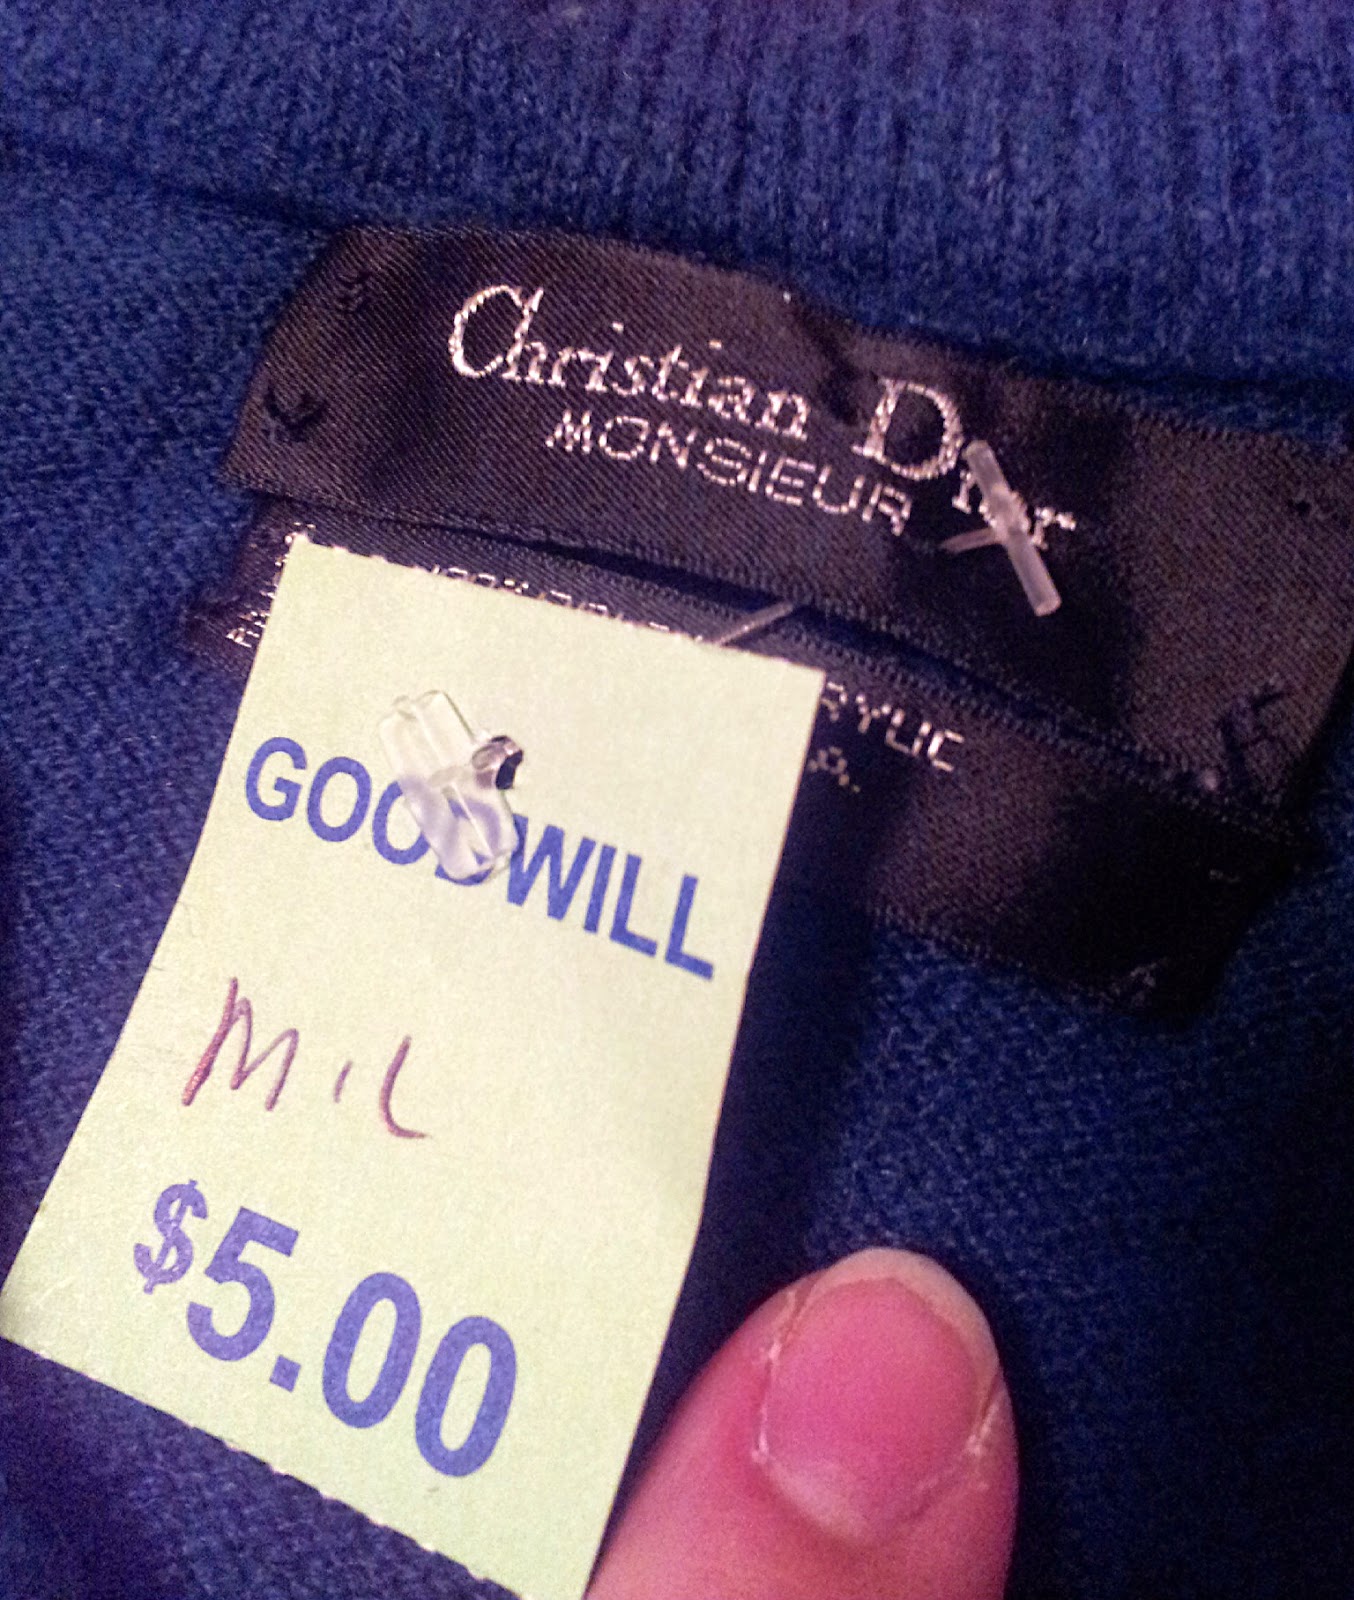 Christian Dior
MONSIEUR
GOODWILL
M.L
$5.00